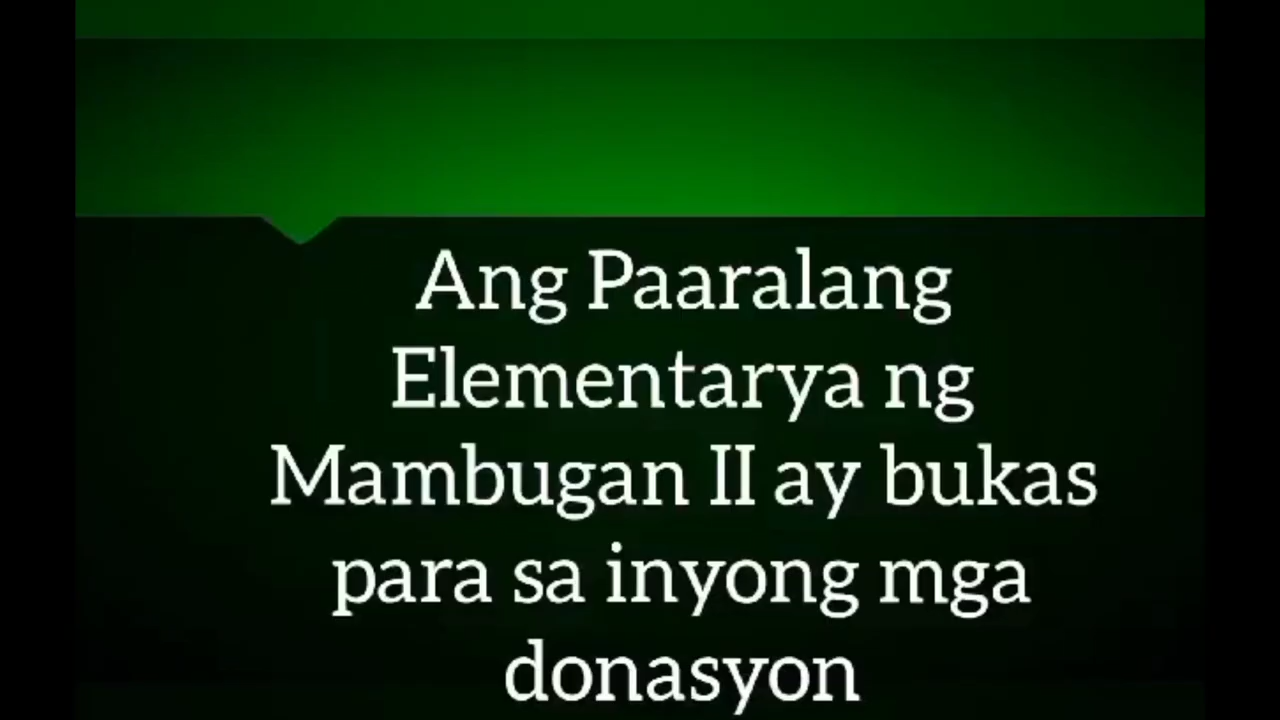 Ang Paaralang
Elementarya ng
Mambugan II ay bukas
para sa inyong mga
donasyon